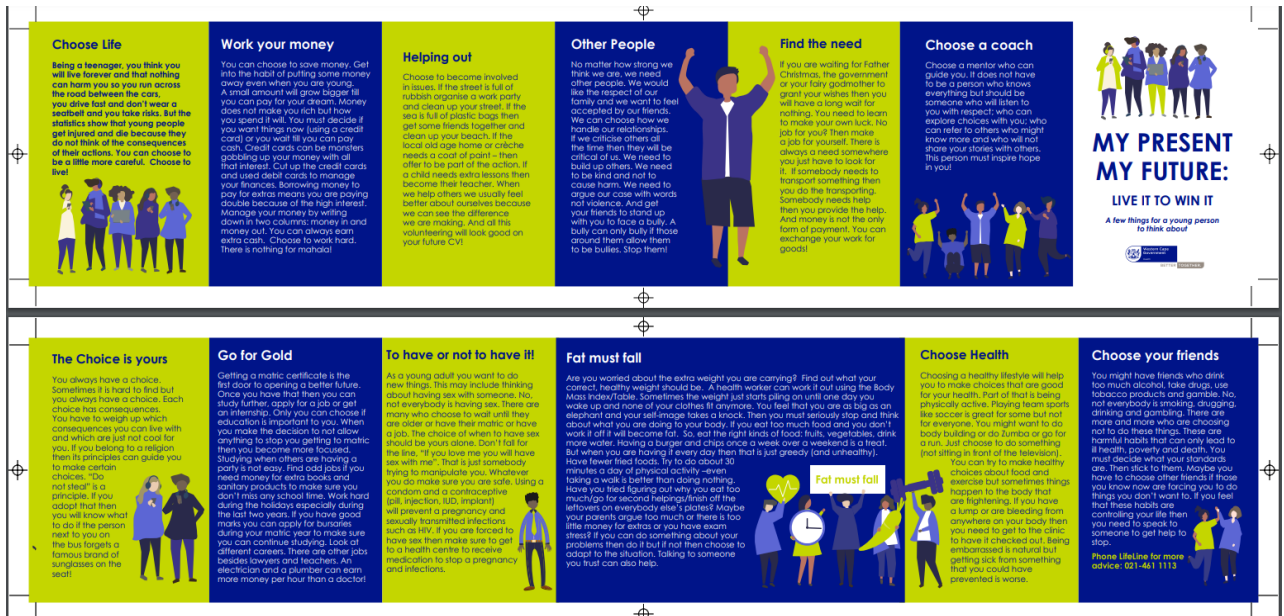 Choose Life
Being a teenager, you think you
will live forever and that nothing
can harm you so you run across
the road between the cars,
you drive fast and don't wear a
seatbelt and you take risks. But the
statistics show that young people
get injured and die because they
do not think of the consequences
of their actions. You can choose to
be a little more careful. Choose to
live!
Work your money
You can choose to save money. Get
into the habit of putting some money
away even when you are young.
A small amount will grow bigger till
you can pay for your dream. Money
does not make you rich but how
you spend it will. You must decide if
you want things now (using a credit
card) or you wait till you can pay
cash. Credit cards can be monsters
gobbling up your money with all
that interest. Cut up the credit cards
and used debit cards to manage
your finances. Borrowing money to
pay for extras means you are paying
double because of the high interest.
Manage your money by writing
down in two columns: money in and
money out. You can always earn
extra cash. Choose to work hard.
There is nothing for mahala!
Helping out
Choose to become involved
in issues. If the street is full of
rubbish organise a work party
and clean up your street. If the
sea is full of plastic bags then
get some friends together and
clean up your beach. If the
local old age home or crèche
needs a coat of paint – then
offer to be part of the action. If
a child needs extra lessons then
become their teacher. When
we help others we usually feel
better about ourselves because
we can see the difference
we are making. And all this
volunteering will look good on
your future CV!
Other People
No matter how strong we
think we are, we need
other people. We would
like the respect of our
family and we want to feel
accepted by our friends.
We can choose how we
handle our relationships.
If we criticise others all
the time then they will be
critical of us. We need to
build up others. We need
to be kind and not to
cause harm. We need to
argue our case with words
not violence. And get
your friends to stand up
with you to face a bully. A
bully can only bully if those
around them allow them
to be bullies. Stop them!
Find the need
If you are waiting for Father
Christmas, the government
or your fairy godmother to
grant your wishes then you
will have a long wait for
nothing. You need to learn
to make your own luck. No
job for you? Then make
a job for yourself. There is
always a need somewhere
you just have to look for
it. If somebody needs to
transport something then
you do the transporting.
Somebody needs help
then you provide the help.
And money is not the only
form of payment. You can
exchange your work for
goods!
Choose a coach
Choose a mentor who can
guide you. It does not have
to be a person who knows
everything but should be
someone who will listen to
you with respect; who can
explore choices with you; who
can refer to others who might
know more and who will not
share your stories with others.
This person must inspire hope
in you!
MY PRESENT
MY FUTURE:
LIVE IT TO WIN IT
A few things for a young person
to think about
Western Cape
Government
BETTER TOGETHER.
The Choice is yours
You always have a choice.
Sometimes it is hard to find but
you always have a choice. Each
choice has consequences.
You have to weigh up which
consequences you can live with
and which are just not cool for
you. If you belong to a religion
then its principles can guide you
to make certain
choices. "Do
not steal" is a
principle. If you
adopt that then
you will know what
to do if the person
next to you on
the bus forgets a
famous brand of
sunglasses on the
seat!
Go for Gold
Getting a matric certificate is the
first door to opening a better future.
Once you have that then you can
study further, apply for a job or get
an internship. Only you can choose if
education is important to you. When
you make the decision to not allow
anything to stop you getting to matric
then you become more focused.
Studying when others are having a
party is not easy. Find odd jobs if you
need money for extra books and
sanitary products to make sure you
don't miss any school time. Work hard
during the holidays especially during
the last two years. If you have good
marks you can apply for bursaries
during your matric year to make sure
you can continue studying. Look at
different careers. There are other jobs
besides lawyers and teachers. An
electrician and a plumber can earn
more money per hour than a doctor!
To have or not to have it!
As a young adult you want to do
new things. This may include thinking
about having sex with someone. No,
not everybody is having sex. There are
many who choose to wait until they
are older or have their matric or have
a job. The choice of when to have sex
should be yours alone. Don't fall for
the line, "If you love me you will have
sex with me". That is just somebody
trying to manipulate you. Whatever
you do make sure you are safe. Using a
condom and a contraceptive
(pill, injection, IUD, implant)
will prevent a pregnancy and
sexually transmitted infections
such as HIV. If you are forced to
have sex then make sure to get
to a health centre to receive
medication to stop a pregnancy
and infections.
Fat must fall
Are you worried about the extra weight you are carrying? Find out what your
correct, healthy weight should be. A health worker can work it out using the Body
Mass Index/Table. Sometimes the weight just starts piling on until one day you
wake up and none of your clothes fit anymore. You feel that you are as big as an
elephant and your self-image takes a knock. Then you must seriously stop and think
about what you are doing to your body. If you eat too much food and you don't
work it off it will become fat. So, eat the right kinds of food: fruits, vegetables, drink
more water. Having a burger and chips once a week over a weekend is a treat.
But when you are having it every day then that is just greedy (and unhealthy).
Have fewer fried foods. Try to do about 30
minutes a day of physical activity –even
taking a walk is better than doing nothing.
Have you tried figuring out why you eat too
much/go for second helpings/finish off the
leftovers on everybody else's plates? Maybe
your parents argue too much or there is too
little money for extras or you have exam
stress? If you can do something about your
problems then do it but if not then choose to
adapt to the situation. Talking to someone
you trust can also help.
Fat must fall
Choose Health
Choosing a healthy lifestyle will help
you to make choices that are good
for your health. Part of that is being
physically active. Playing team sports
like soccer is great for some but not
for everyone. You might want to do
body building or do Zumba or go for
a run. Just choose to do something
(not sitting in front of the television).
You can try to make healthy
choices about food and
exercise but sometimes things
happen to the body that
are frightening. If you have
a lump or are bleeding from
anywhere on your body then
you need to get to the clinic
to have it checked out. Being
embarrassed is natural but
getting sick from something
that you could have
prevented is worse.
Choose your friends
You might have friends who drink
too much alcohol, take drugs, use
tobacco products and gamble. No,
not everybody is smoking, drugging,
drinking and gambling. There are
more and more who are choosing
not to do these things. These are
harmful habits that can only lead to
ill health, poverty and death. You
must decide what your standards
are. Then stick to them. Maybe you
have to choose other friends if those
you know now are forcing you to do
things you don't want to. If you feel
that these habits are
controlling your life then
you need to speak to
someone to get help to
stop.
Phone LifeLine for more
advice: 021-461 1113